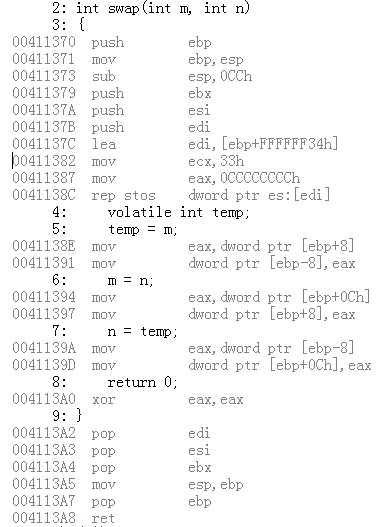 2: int swap(int m, int n)
3: {
00411370 push ebp
00411371 mov ebp,esp
00411373 sub esp,0CCh
00411379 push ebx
0041137A push esi
0041137B push edi
0041137C lea edi,[ebp+FFFFFF34h]
00411382 mov ecx,33h
00411387 mov eax,0CCCCCCCCh
0041138C rep stos dword ptr es:[edi]
4: volatile int temp;
5: temp = m;
0041138E mov eax,dword ptr [ebp+8]
00411391 mov dword ptr [ebp-8],eax
6: m = n;
00411394 mov eax,dword ptr [ebp+0Ch]
00411397 mov dword ptr [ebp+8],eax
7: n = temp;
0041139A mov eax,dword ptr [ebp-8]
0041139D mov dword ptr [ebp+0Ch],eax
8: return 0;
004113A0 xor eax,eax
9: }
004113A2 pop edi
004113A3 pop esi
004113A4 pop ebx
004113A5 mov esp,ebp
004113A7 pop ebp
004113A8 ret